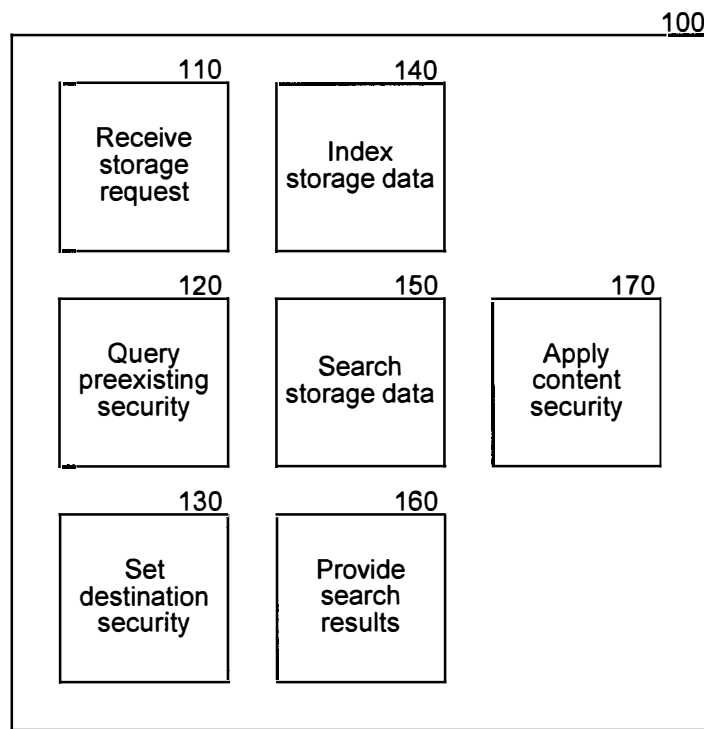 100
110
Receive
storage
request
140
Index
storage data
120
Query
preexisting
security
150
Search
storage data
170
Apply
content
security
130
Set
destination
security
160
Provide
search
results